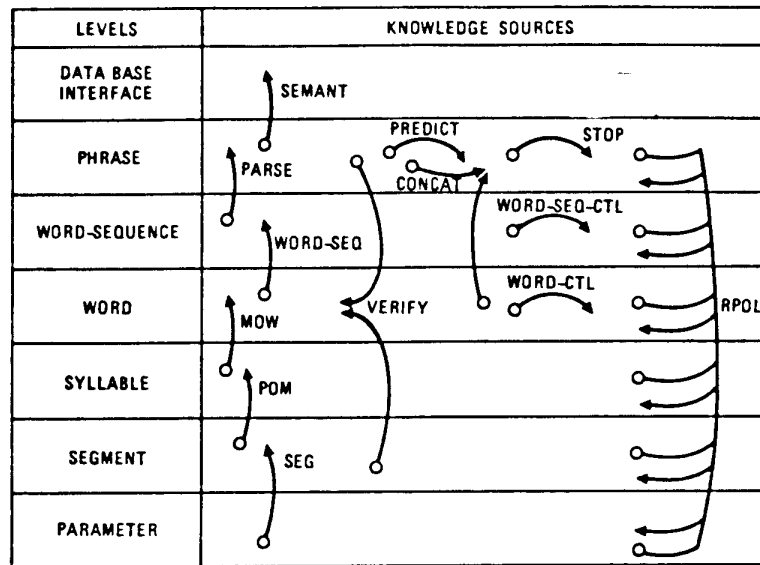 LEVELS
KNOWLEDGE SOURCES
DATA BASE
INTERFACE
SEMANT
PREDICT
STOP
PHRASE
PARSE
CONCAT
WORD-SEQ-CTL
WORD-SEQUENCE
WORD-SEQ
WORD-CTL
WORD
MOW
VERIFY
RPOL
SYLLABLE
POM
SEGMENT
SEG
PARAMETER